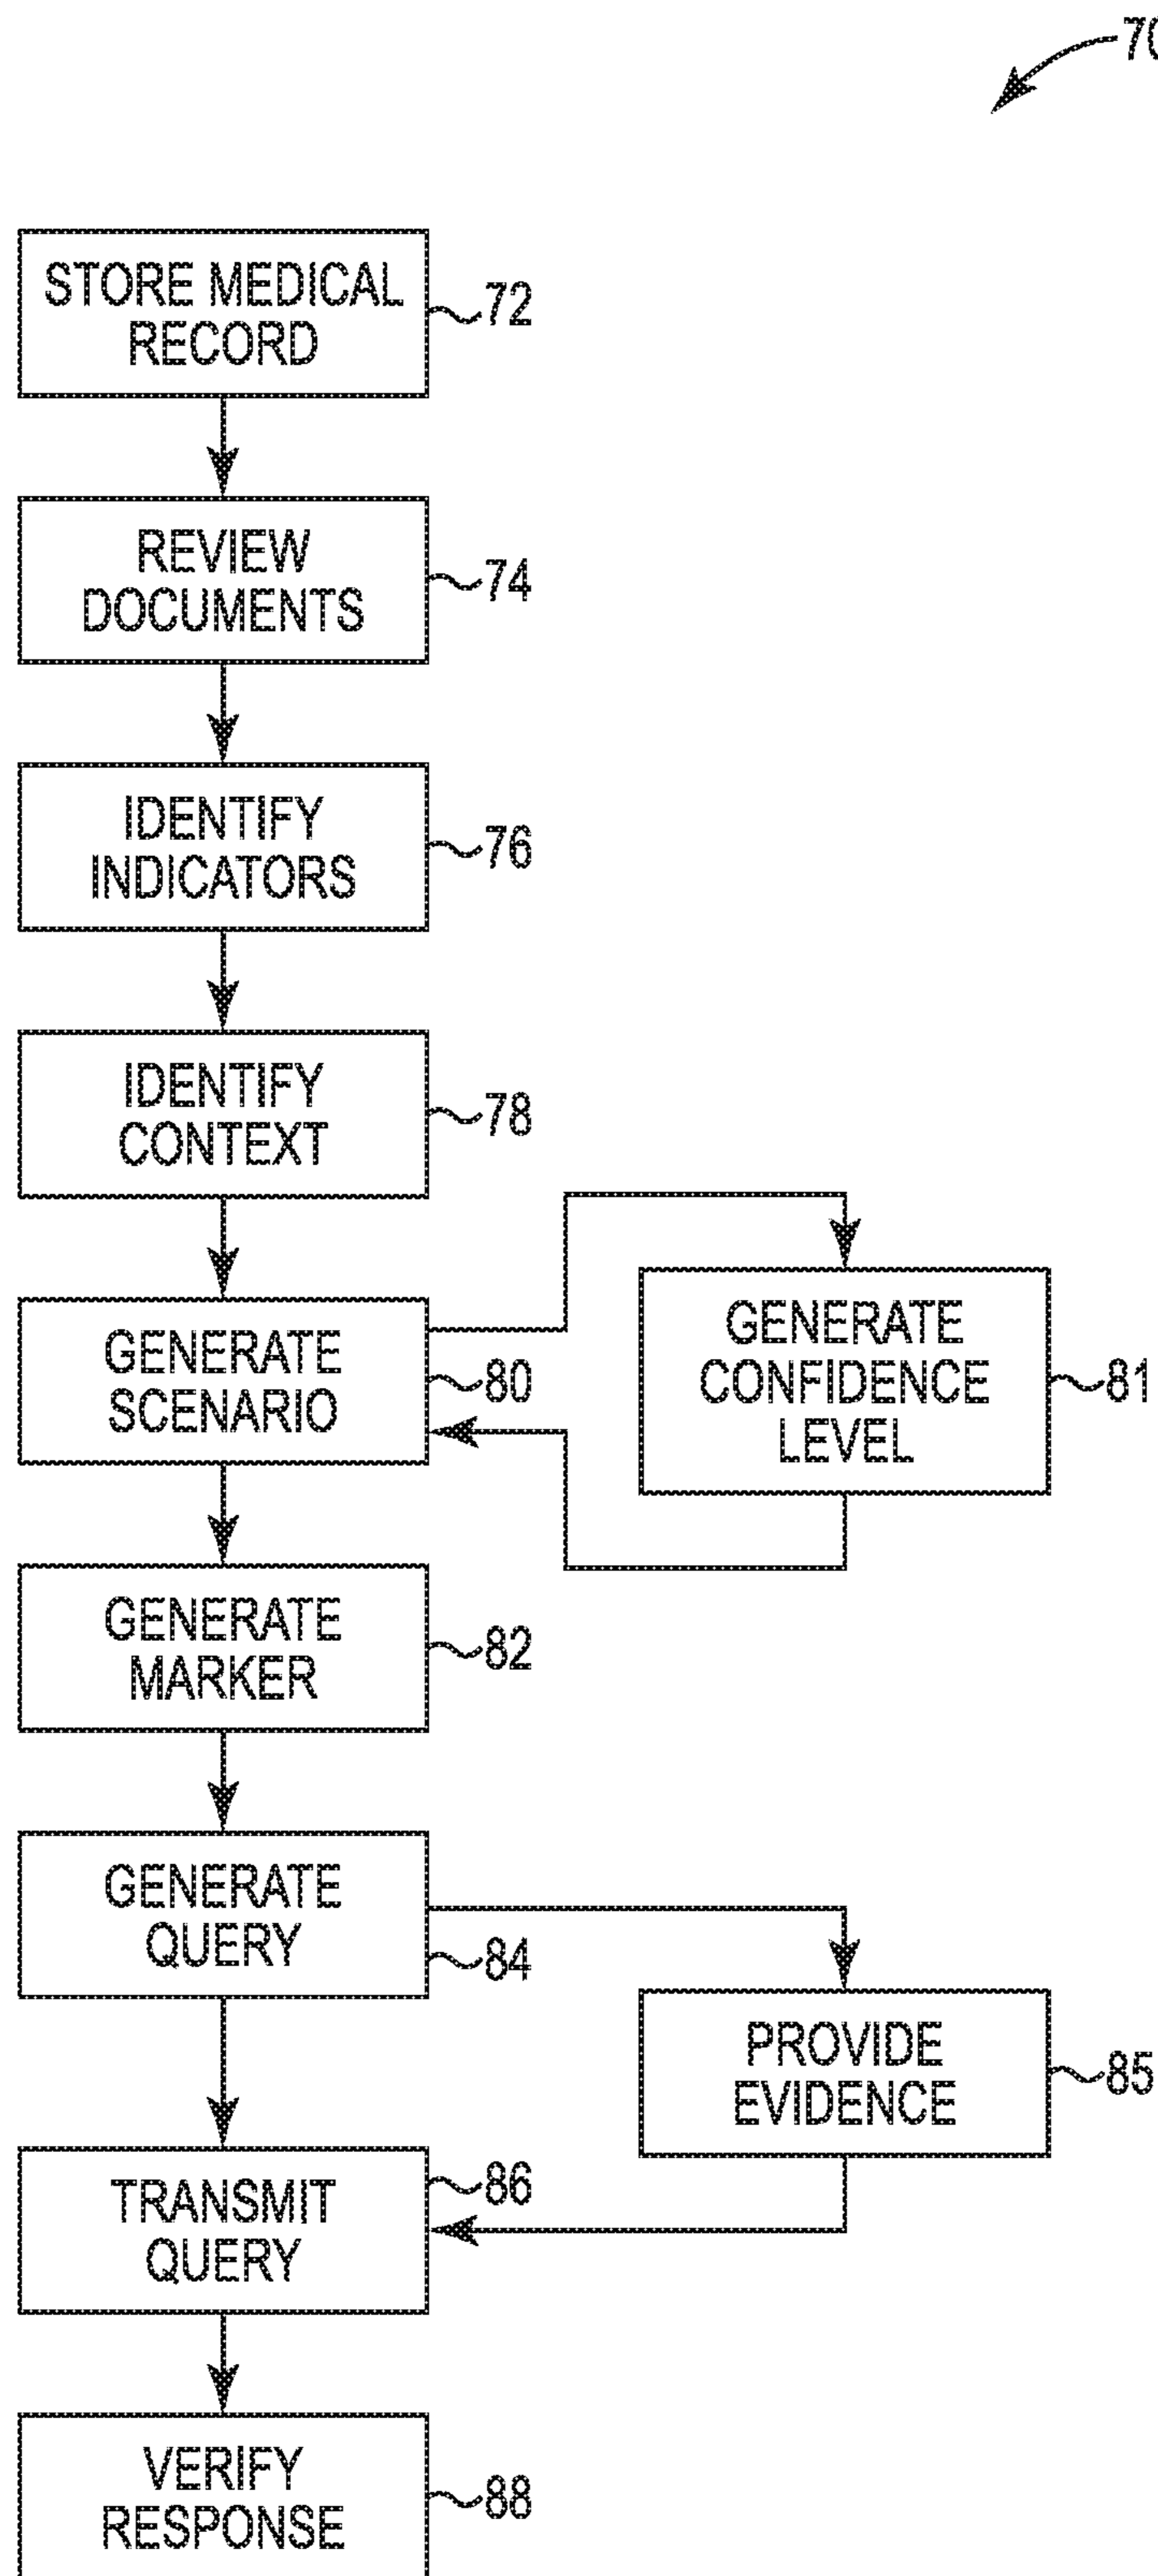 70
STORE MEDICAL
RECORD
72
REVIEW
DOCUMENTS
74
IDENTIFY
INDICATORS
76
IDENTIFY
CONTEXT
78
GENERATE
SCENARIO
80
GENERATE
CONFIDENCE
LEVEL
81
GENERATE
MARKER
82
GENERATE
QUERY
84
PROVIDE
EVIDENCE
85
TRANSMIT
QUERY
86
VERIFY
RESPONSE
88